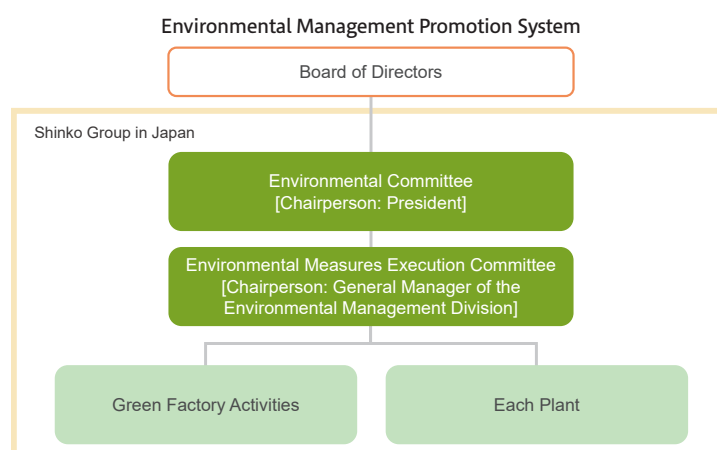 Environmental Management Promotion System
Board of Directors
Shinko Group in Japan
Environmental Committee
[Chairperson: President]
Environmental Measures Execution Committee
[Chairperson: General Manager of the
Environmental Management Division]
Green Factory Activities
Each Plant